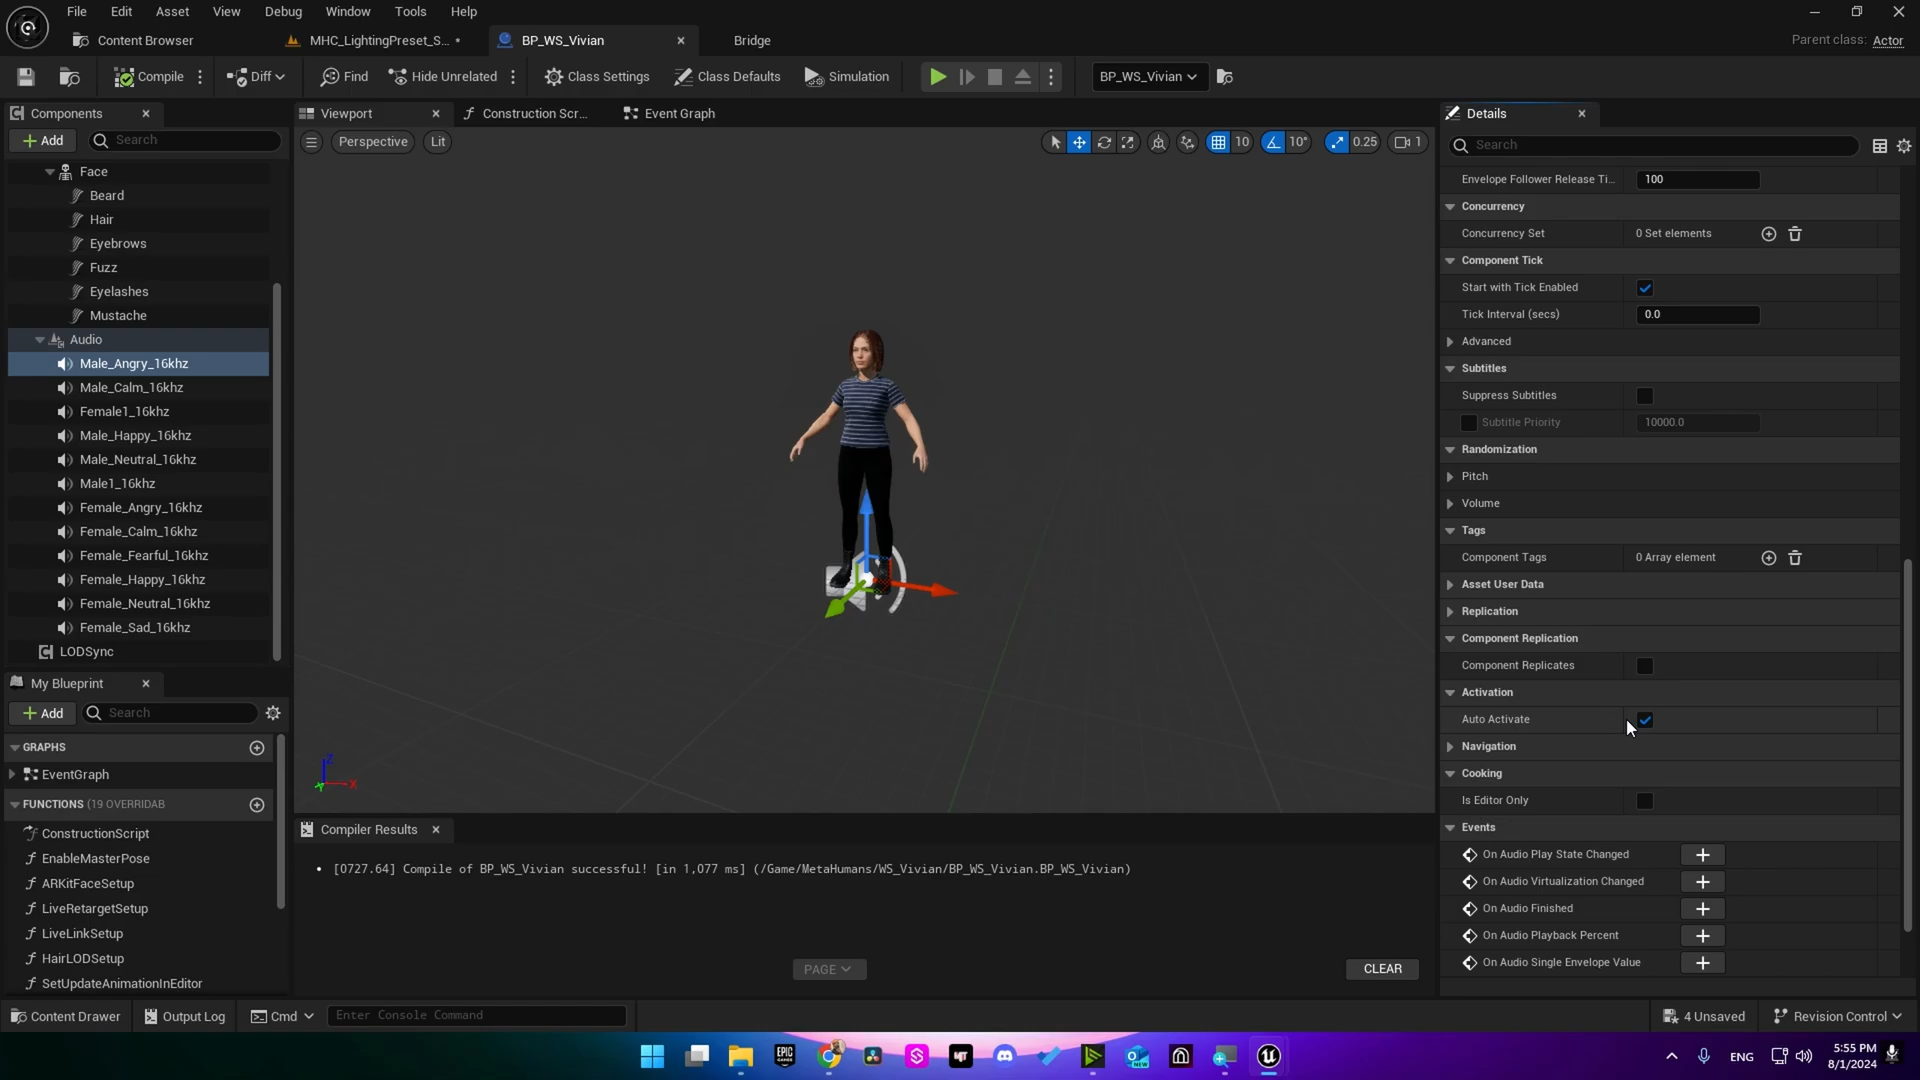 File Edit Asset View Debug Window Tools Help
Content Browser MHC_LightingPreset_S... • BP_WS_Vivian Bridge Parent class: Actor
Compile Diff Find Hide Unrelated Class Settings Class Defaults Simulation BP_WS_Vivian
Components
Add Search
Face
Beard
Hair
Eyebrows
Fuzz
Eyelashes
Mustache
Audio
Male_Angry_16khz
Male_Calm_16khz
Female1_16khz
Male_Happy_16khz
Male_Neutral_16khz
Male1_16khz
Female_Angry_16khz
Female_Calm_16khz
Female_Fearful_16khz
Female_Happy_16khz
Female_Neutral_16khz
Female_Sad_16khz
LODSync
My Blueprint
Add Search
GRAPHS
EventGraph
FUNCTIONS (19 OVERRIDAB
ConstructionScript
EnableMasterPose
ARKitFaceSetup
LiveRetargetSetup
LiveLinkSetup
HairLODSetup
SetUpdateAnimationInEditor
Viewport Construction Scr... Event Graph
Perspective Lit 10 10° 0.25 1
Z
X
Y
Compiler Results
• [0727.64] Compile of BP_WS_Vivian successful! [in 1,077 ms] (/Game/MetaHumans/WS_Vivian/BP_WS_Vivian.BP_WS_Vivian)
PAGE CLEAR
Details
Search
Envelope Follower Release Ti... 100
Concurrency
Concurrency Set 0 Set elements
Component Tick
Start with Tick Enabled
Tick Interval (secs) 0.0
Advanced
Subtitles
Suppress Subtitles
Subtitle Priority 10000.0
Randomization
Pitch
Volume
Tags
Component Tags 0 Array element
Asset User Data
Replication
Component Replication
Component Replicates
Activation
Auto Activate
Navigation
Cooking
Is Editor Only
Events
On Audio Play State Changed
On Audio Virtualization Changed
On Audio Finished
On Audio Playback Percent
On Audio Single Envelope Value
Content Drawer Output Log Cmd Enter Console Command 4 Unsaved Revision Control
EPIC GAMES NEW ENG 5:55 PM
8/1/2024